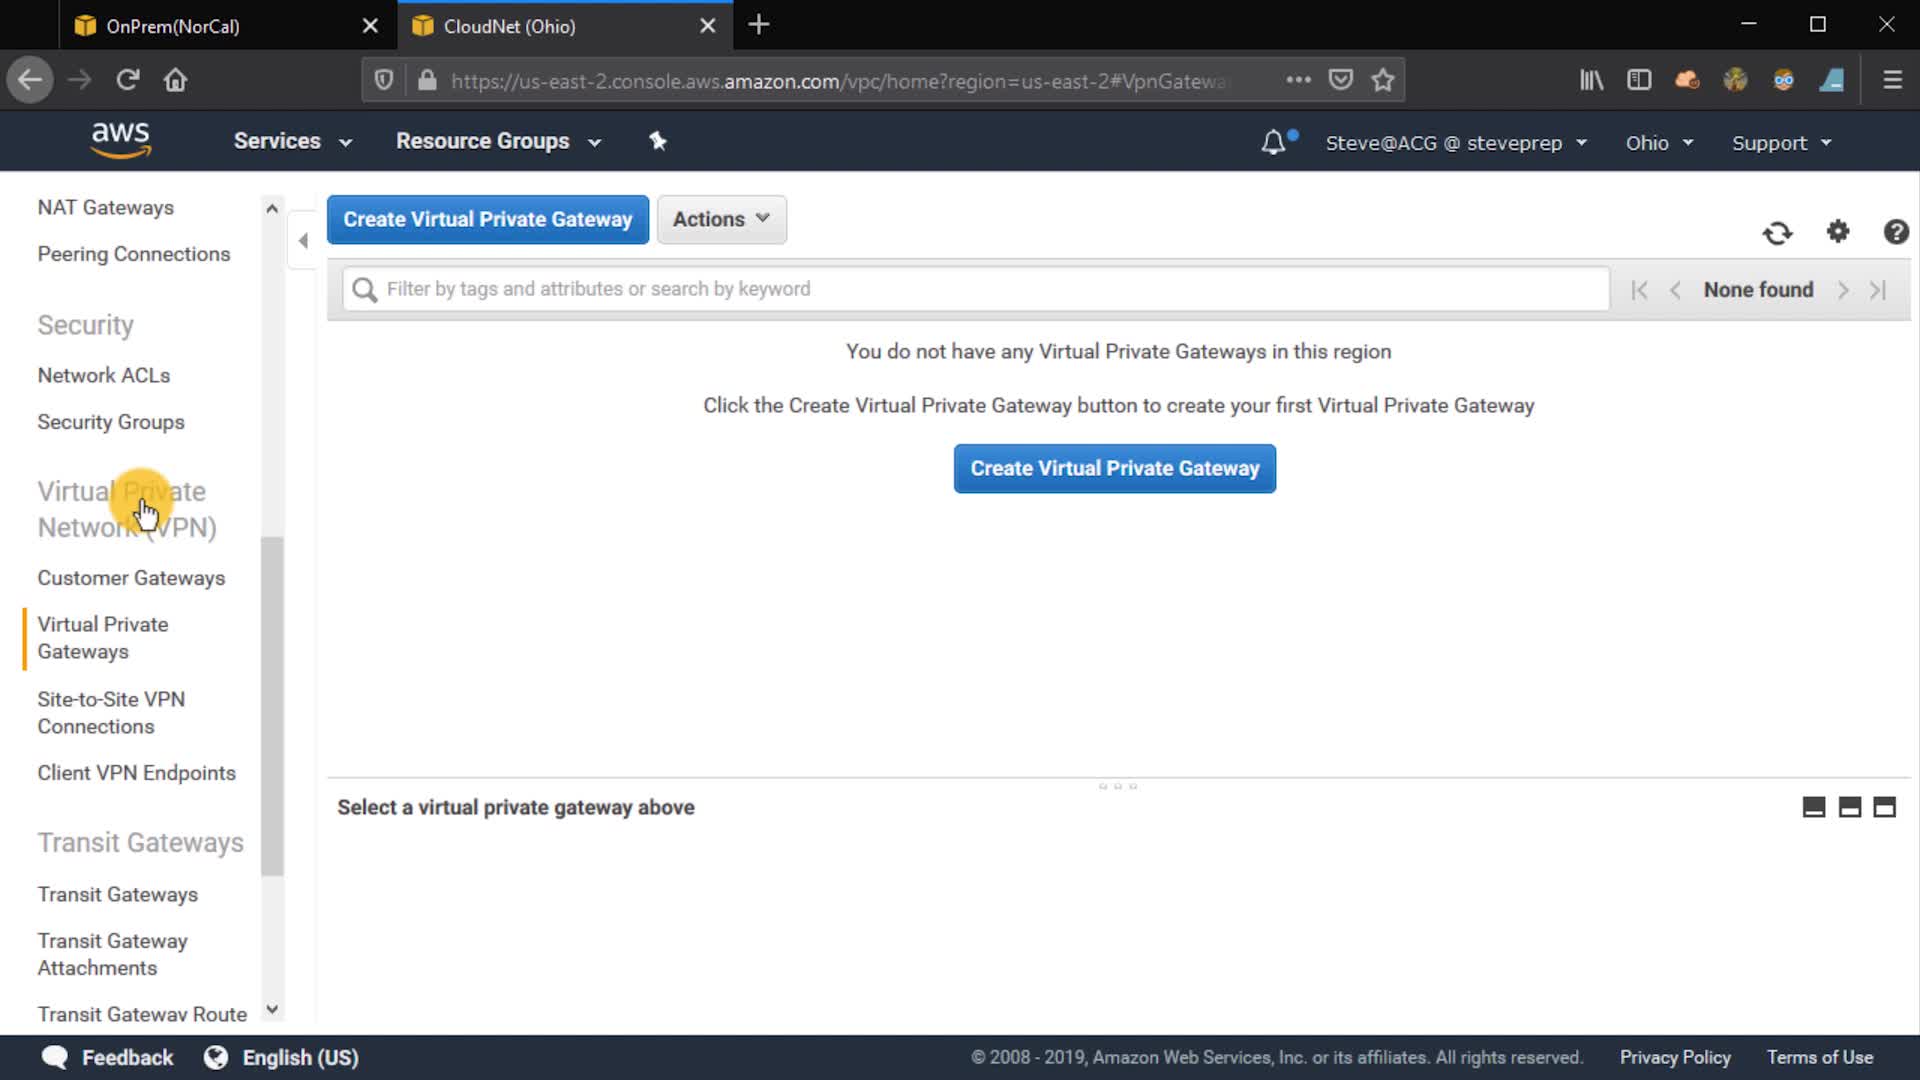 OnPrem(NorCal)
CloudNet (Ohio)
https://us-east-2.console.aws.amazon.com/vpc/home?region=us-east-2#VpnGatewa
aws
Services
Resource Groups
Steve@ACG @ steveprep
Ohio
Support
NAT Gateways
Peering Connections
Security
Network ACLs
Security Groups
Virtual Private
Network (VPN)
Customer Gateways
Virtual Private
Gateways
Site-to-Site VPN
Connections
Client VPN Endpoints
Transit Gateways
Transit Gateways
Transit Gateway
Attachments
Transit Gateway Route
Create Virtual Private Gateway
Actions
Filter by tags and attributes or search by keyword
None found
You do not have any Virtual Private Gateways in this region
Click the Create Virtual Private Gateway button to create your first Virtual Private Gateway
Create Virtual Private Gateway
Select a virtual private gateway above
Feedback
English (US)
© 2008 - 2019, Amazon Web Services, Inc. or its affiliates. All rights reserved.
Privacy Policy
Terms of Use